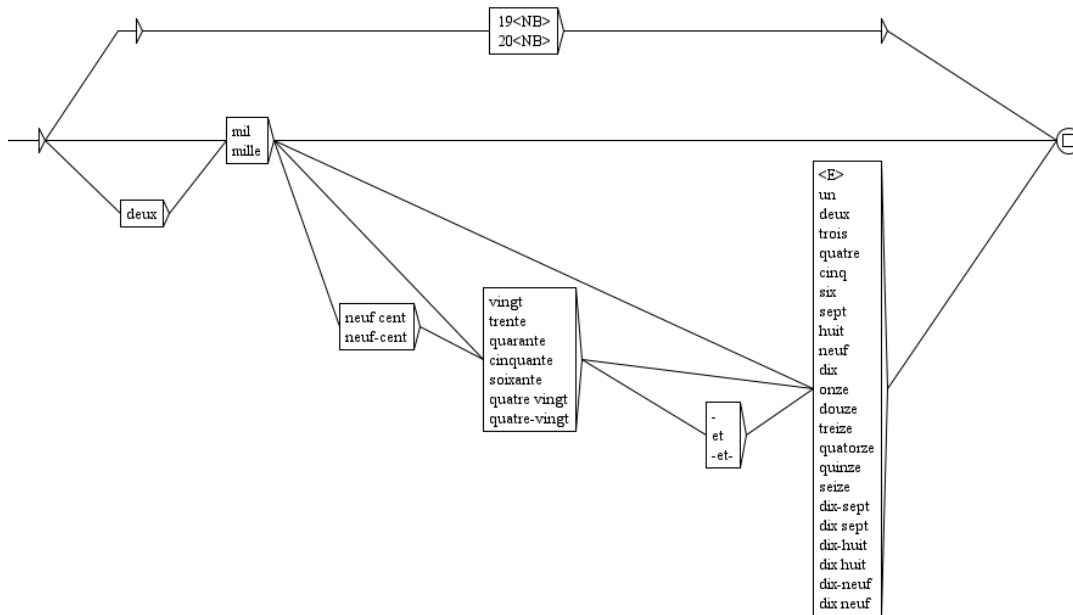 19<NB>
20<NB>
mil
mille
deux
neuf cent
neuf-cent
vingt
trente
quarante
cinquante
soixante
quatre vingt
quatre-vingt
-
et
-et-
<E>
un
deux
trois
quatre
cinq
six
sept
huit
neuf
dix
onze
douze
treize
quatorze
quinze
seize
dix-sept
dix sept
dix-huit
dix huit
dix-neuf
dix neuf